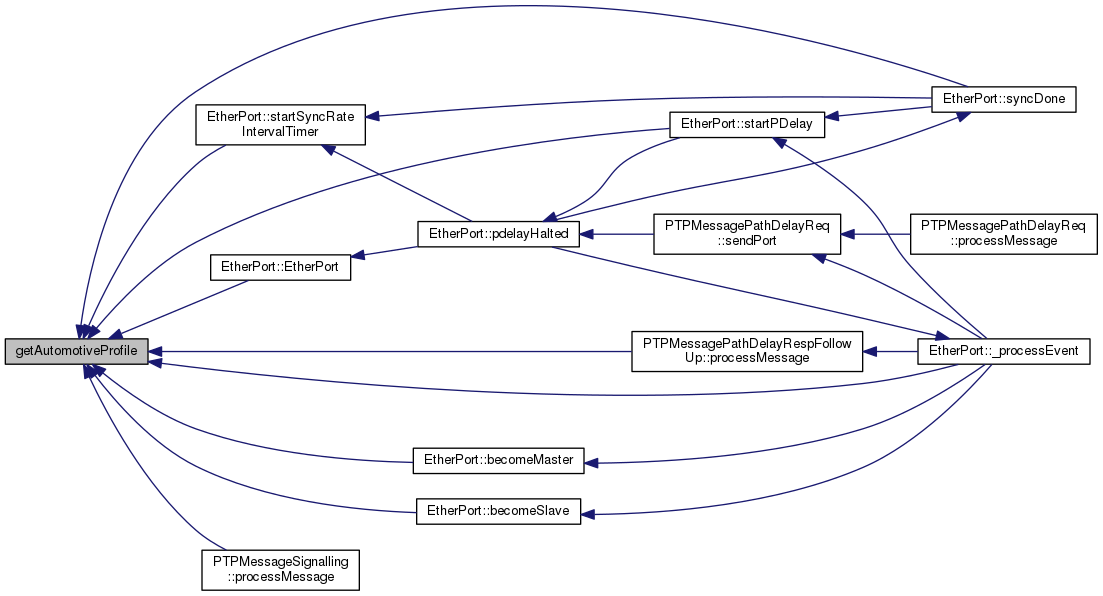 EtherPort::syncDone
EtherPort::startSyncRate
IntervalTimer
EtherPort::startPDelay
EtherPort::pdelayHalted
PTPMessagePathDelayReq
::sendPort
PTPMessagePathDelayReq
::processMessage
EtherPort::EtherPort
getAutomotiveProfile
PTPMessagePathDelayRespFollow
Up::processMessage
EtherPort::_processEvent
EtherPort::becomeMaster
EtherPort::becomeSlave
PTPMessageSignalling
::processMessage